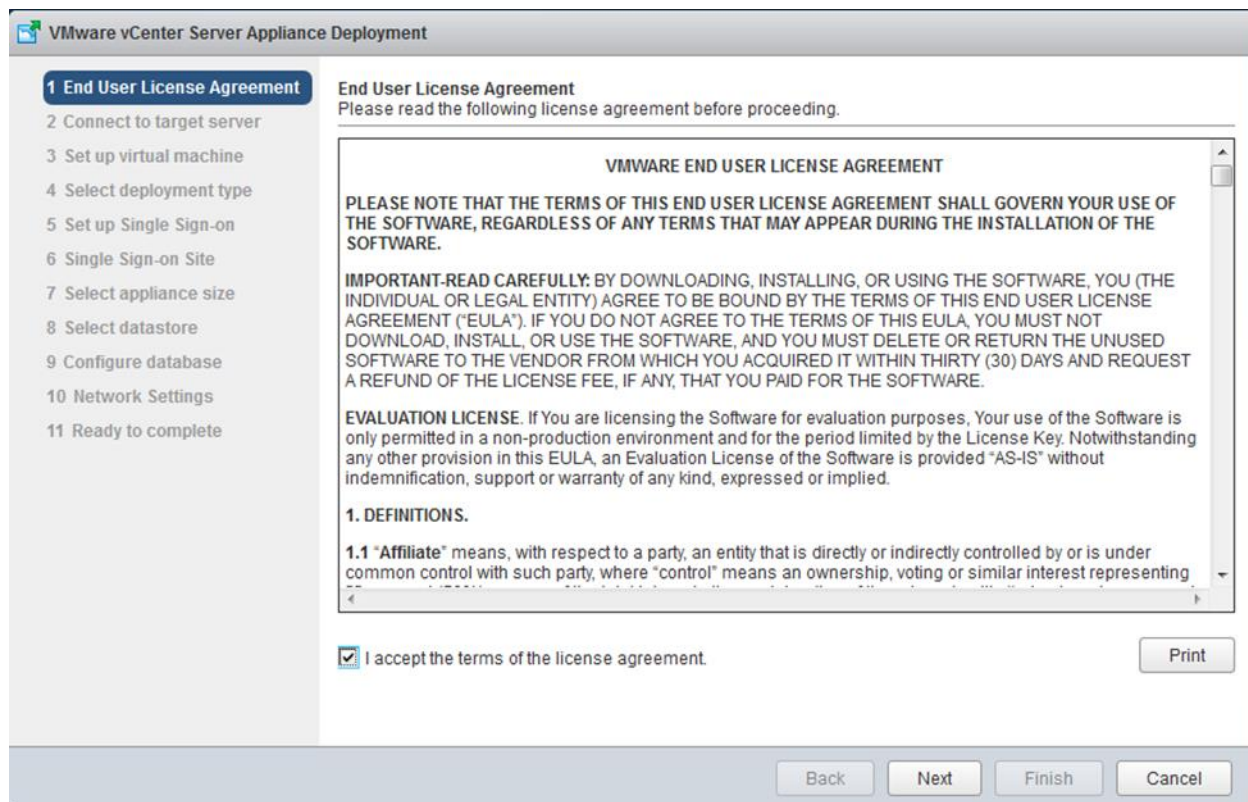 VMware vCenter Server Appliance Deployment
1 End User License Agreement
2 Connect to target server
3 Set up virtual machine
4 Select deployment type
5 Set up Single Sign-on
6 Single Sign-on Site
7 Select appliance size
8 Select datastore
9 Configure database
10 Network Settings
11 Ready to complete
End User License Agreement
Please read the following license agreement before proceeding.
VMWARE END USER LICENSE AGREEMENT
PLEASE NOTE THAT THE TERMS OF THIS END USER LICENSE AGREEMENT SHALL GOVERN YOUR USE OF
THE SOFTWARE, REGARDLESS OF ANY TERMS THAT MAY APPEAR DURING THE INSTALLATION OF THE
SOFTWARE.
IMPORTANT-READ CAREFULLY: BY DOWNLOADING, INSTALLING, OR USING THE SOFTWARE, YOU (THE
INDIVIDUAL OR LEGAL ENTITY) AGREE TO BE BOUND BY THE TERMS OF THIS END USER LICENSE
AGREEMENT (“EULA”). IF YOU DO NOT AGREE TO THE TERMS OF THIS EULA, YOU MUST NOT
DOWNLOAD, INSTALL, OR USE THE SOFTWARE, AND YOU MUST DELETE OR RETURN THE UNUSED
SOFTWARE TO THE VENDOR FROM WHICH YOU ACQUIRED IT WITHIN THIRTY (30) DAYS AND REQUEST
A REFUND OF THE LICENSE FEE, IF ANY, THAT YOU PAID FOR THE SOFTWARE.
EVALUATION LICENSE. If You are licensing the Software for evaluation purposes, Your use of the Software is
only permitted in a non-production environment and for the period limited by the License Key. Notwithstanding
any other provision in this EULA, an Evaluation License of the Software is provided “AS-IS” without
indemnification, support or warranty of any kind, expressed or implied.
1. DEFINITIONS.
1.1 “Affiliate” means, with respect to a party, an entity that is directly or indirectly controlled by or is under
common control with such party, where “control” means an ownership, voting or similar interest representing
I accept the terms of the license agreement.
Print
Back
Next
Finish
Cancel